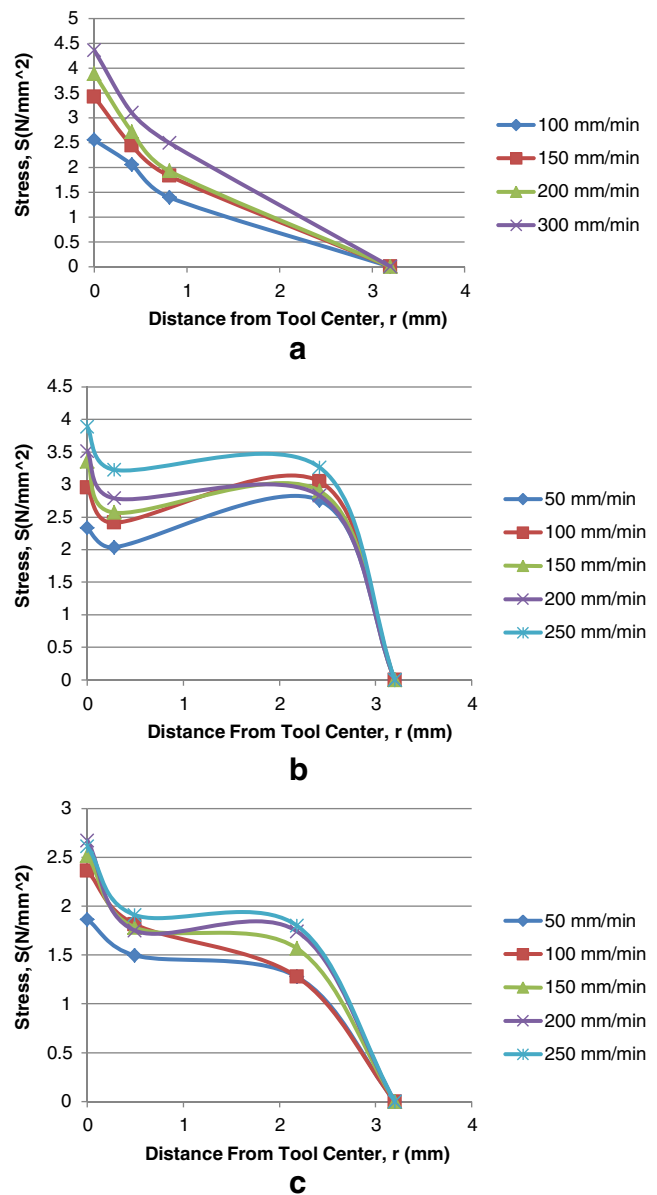 Stress, S(N/mm^2)
5
4.5
4
3.5
3
2.5
2
1.5
1
0.5
0
0 1 2 3 4
Distance from Tool Center, r (mm)
100 mm/min
150 mm/min
200 mm/min
300 mm/min
a
Stress, S(N/mm^2)
4.5
4
3.5
3
2.5
2
1.5
1
0.5
0
0 1 2 3 4
Distance From Tool Center, r (mm)
50 mm/min
100 mm/min
150 mm/min
200 mm/min
250 mm/min
b
Stress, S(N/mm^2)
3
2.5
2
1.5
1
0.5
0
0 1 2 3 4
Distance From Tool Center, r (mm)
50 mm/min
100 mm/min
150 mm/min
200 mm/min
250 mm/min
c